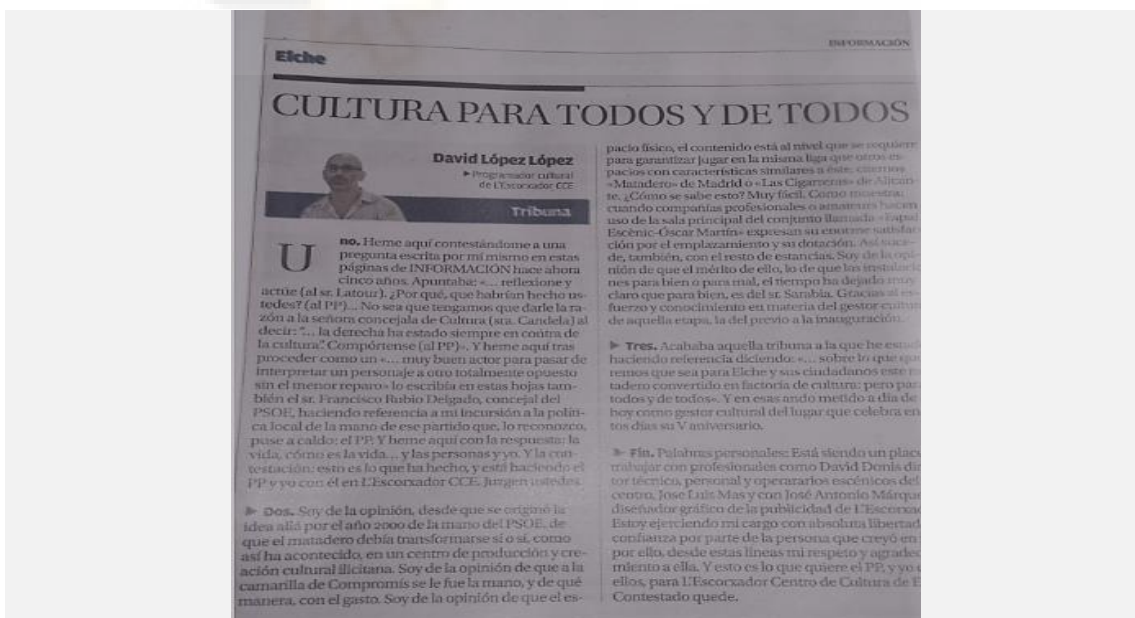 INFORMACIÓN
Elche
CULTURA PARA TODOS Y DE TODOS
David López López
▶ Programador cultural
de L'Escorxador CCE
Tribuna
Uno. Heme aquí contestándome a una
pregunta escrita por mí mismo en estas
páginas de INFORMACIÓN hace ahora
cinco años. Apuntaba: «… reflexione y
actúe (al sr. Latour). ¿Por qué, que habrían hecho us-
tedes? (al PP)… No sea que tengamos que darle la ra-
zón a la señora concejala de Cultura (sra. Candela) al
decir: "… la derecha ha estado siempre en contra de
la cultura". Compórtense (al PP)». Y heme aquí tras
proceder como un «… muy buen actor para pasar de
interpretar un personaje a otro totalmente opuesto
sin el menor reparo» lo escribía en estas hojas tam-
bién el sr. Francisco Rubio Delgado, concejal del
PSOE, haciendo referencia a mi incursión a la políti-
ca local de la mano de ese partido que, lo reconozco,
puse a caldo: el PP. Y heme aquí con la respuesta: la
vida, cómo es la vida… y las personas y yo. Y la con-
testación: esto es lo que ha hecho, y está haciendo el
PP y yo con él en L'Escorxador CCE. Juzgen ustedes.
▶ Dos. Soy de la opinión, desde que se originó la
idea allá por el año 2000 de la mano del PSOE, de
que el matadero debía transformarse sí o sí, como
así ha acontecido, en un centro de producción y cre-
ación cultural ilicitana. Soy de la opinión de que a la
camarilla de Compromís se le fue la mano, y de qué
manera, con el gasto. Soy de la opinión de que el es-
pacio físico, el contenido está al nivel que se requiere
para garantizar jugar en la misma liga que otros es-
pacios con características similares a éste, citemos
«Matadero» de Madrid o «Las Cigarreras» de Alican-
te. ¿Cómo se sabe esto? Muy fácil. Como muestra:
cuando compañías profesionales o amateurs hacen
uso de la sala principal del conjunto llamada «Espai
Escènic-Óscar Martín» expresan su enorme satisfac
ción por el emplazamiento y su dotación. Así suce-
de, también, con el resto de estancias. Soy de la opi-
nión de que el mérito de ello, lo de que las instalacio
nes para bien o para mal, el tiempo ha dejado muy
claro que para bien, es del sr. Sarabia. Gracias al es-
fuerzo y conocimiento en materia del gestor cultur
de aquella etapa, la del previo a la inauguración.
▶ Tres. Acababa aquella tribuna a la que he estad
haciendo referencia diciendo: «… sobre lo que que
remos que sea para Elche y sus ciudadanos este
tadero convertido en factoría de cultura: pero par
todos y de todos». Y en esas ando metido a día de
hoy como gestor cultural del lugar que celebra en
tos días su V aniversario.
▶ Fin. Palabras personales: Está siendo un place
trabajar con profesionales como David Donis dir
tor técnico, personal y operararios escénicos del
centro, Jose Luis Mas y con José Antonio Márque
diseñador gráfico de la publicidad de L'Escorxad
Estoy ejerciendo mi cargo con absoluta libertad
confianza por parte de la persona que creyó en
por ello, desde estas líneas mi respeto y agradec
miento a ella. Y esto es lo que quiere el PP, y yo c
ellos, para L'Escorxador Centro de Cultura de E
Contestado quede.